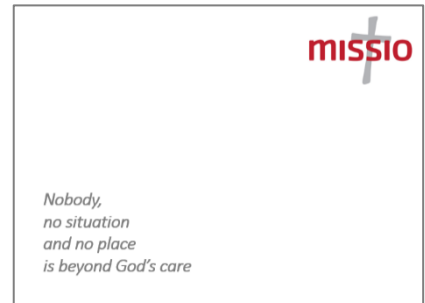 missio
Nobody,
no situation
and no place
is beyond God's care